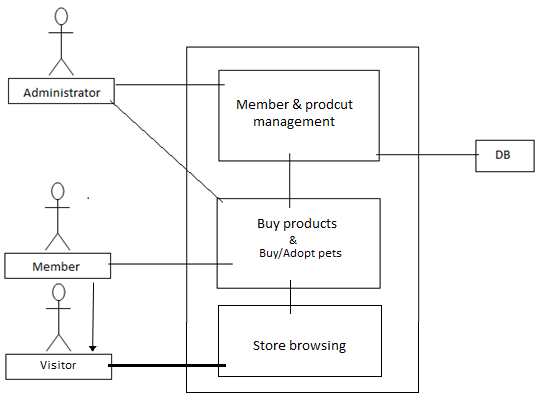 Administrator
Member & prodcut
management
DB
Buy products
&
Buy/Adopt pets
Member
Store browsing
Visitor